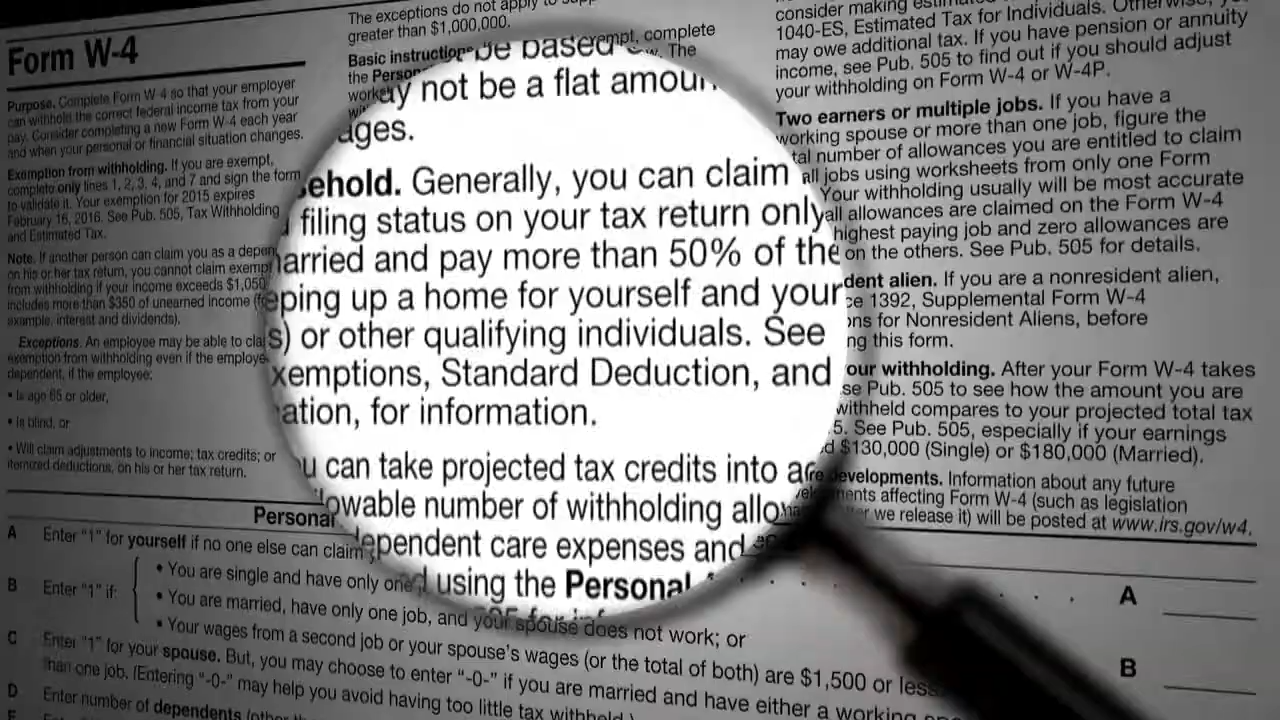 Form W-4
Purpose. Complete Form W-4 so that your employer
can withhold the correct federal income tax from your
pay. Consider completing a new Form W-4 each year
and when your personal or financial situation changes.
Exemption from withholding. If you are exempt,
complete only lines 1, 2, 3, 4, and 7 and sign the form
to validate it. Your exemption for 2015 expires
February 16, 2016. See Pub. 505, Tax Withholding
and Estimated Tax.
Note. If another person can claim you as a depen
on his or her tax return, you cannot claim exemp
from withholding if your income exceeds $1,050
includes more than $350 of unearned income (f
example, interest and dividends).
Exceptions. An employee may be able to cla
exemption from withholding even if the employe
dependent, if the employee:
• Is age 65 or older,
• Is blind, or
• Will claim adjustments to income; tax credits; or
itemized deductions, on his or her tax return.
The exceptions do not apply to
greater than $1,000,000.
Basic instructions empt, complete
the Person w. The
be based
ay not be a flat amoun
ages.
sehold. Generally, you can claim
filing status on your tax return only
arried and pay more than 50% of the
eping up a home for yourself and your
s) or other qualifying individuals. See
xemptions, Standard Deduction, and
ation, for information.
u can take projected tax credits into a
lowable number of withholding allo
ependent care expenses and
using the Personal
consider making estim
1040-ES, Estimated Tax for Individuals. Otherwise, yo
may owe additional tax. If you have pension or annuity
income, see Pub. 505 to find out if you should adjust
your withholding on Form W-4 or W-4P.
Two earners or multiple jobs. If you have a
working spouse or more than one job, figure the
tal number of allowances you are entitled to claim
all jobs using worksheets from only one Form
Your withholding usually will be most accurate
all allowances are claimed on the Form W-4
highest paying job and zero allowances are
on the others. See Pub. 505 for details.
dent alien. If you are a nonresident alien,
ce 1392, Supplemental Form W-4
ons for Nonresident Aliens, before
ng this form.
our withholding. After your Form W-4 takes
se Pub. 505 to see how the amount you are
withheld compares to your projected total tax
5. See Pub. 505, especially if your earnings
d $130,000 (Single) or $180,000 (Married).
re developments. Information about any future
velopments affecting Form W-4 (such as legislation
ter we release it) will be posted at www.irs.gov/w4.
Personal
A Enter "1" for yourself if no one else can claim A
B Enter "1" if:
• You are single and have only one
• You are married, have only one job, and your spouse does not work; or
• Your wages from a second job or your spouse's wages (or the total of both) are $1,500 or less. B
C Enter "1" for your spouse. But, you may choose to enter "-0-" if you are married and have either a working
than one job. (Entering "-0-" may help you avoid having too little tax withheld.)
D Enter number of dependents (other